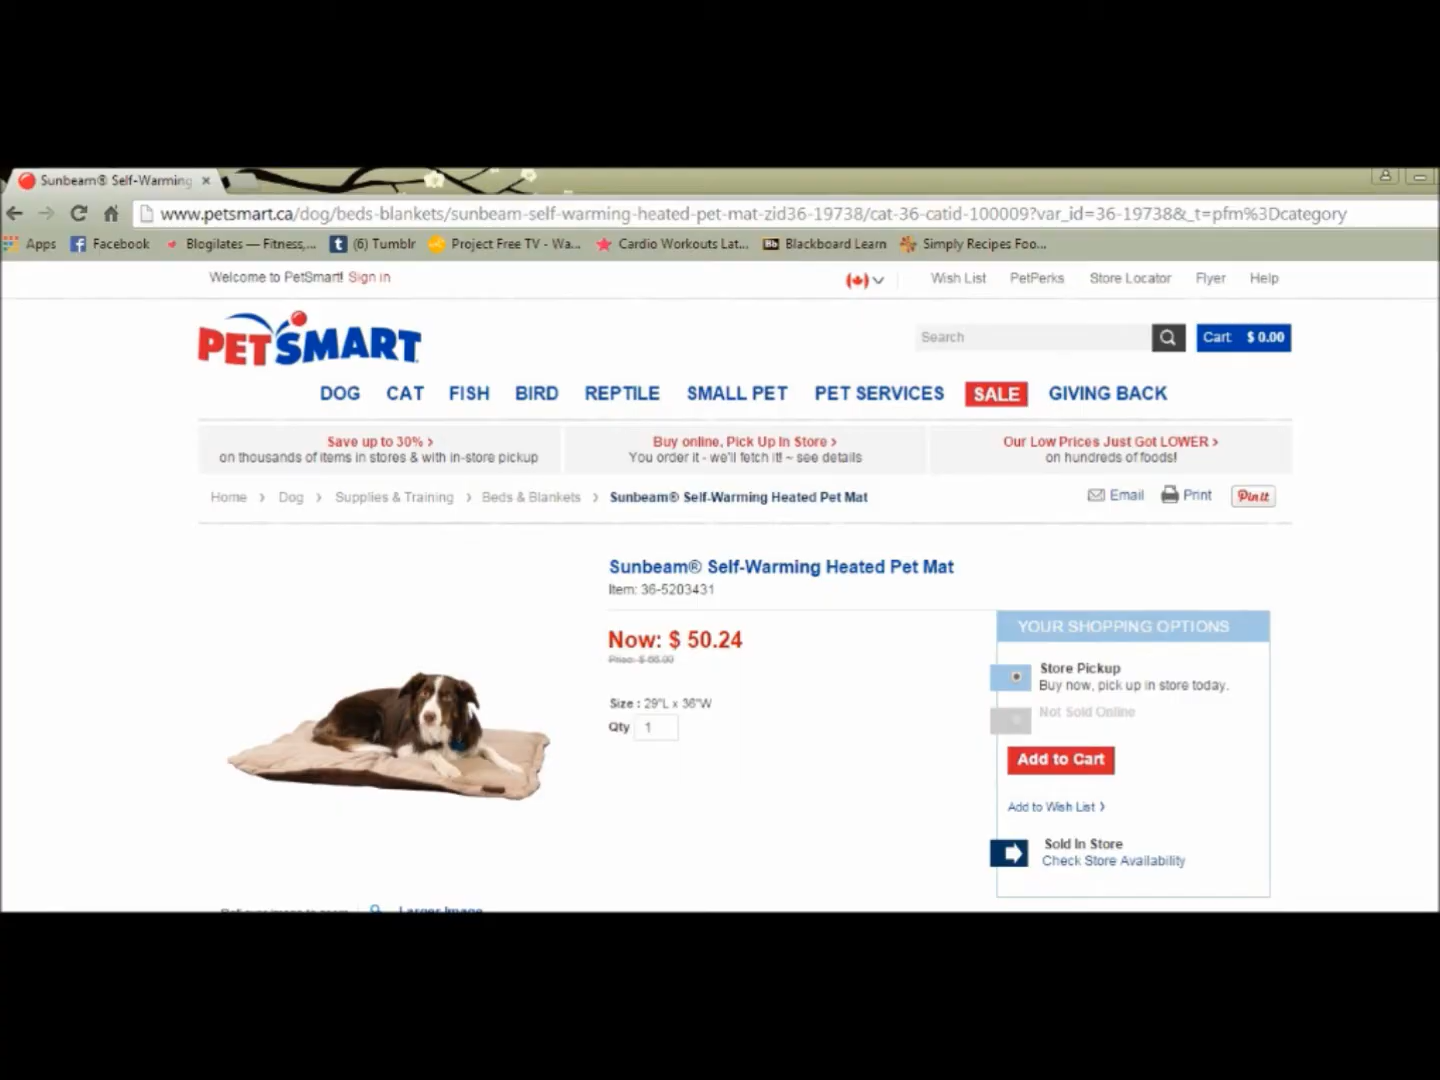 Sunbeam® Self-Warming
www.petsmart.ca/dog/beds-blankets/sunbeam-self-warming-heated-pet-mat-zid36-19738/cat-36-catid-100009?var_id=36-19738&_t=pfm%3Dcategory
Apps Facebook Blogilates — Fitness,... (6) Tumblr Project Free TV - Wa... Cardio Workouts Lat... Bb Blackboard Learn Simply Recipes Foo...
Welcome to PetSmart! Sign in Wish List PetPerks Store Locator Flyer Help
PETSMART Search Cart: $ 0.00
DOG CAT FISH BIRD REPTILE SMALL PET PET SERVICES SALE GIVING BACK
Save up to 30% > Buy online, Pick Up In Store > Our Low Prices Just Got LOWER >
on thousands of items in stores & with in-store pickup You order it - we'll fetch it! ~ see details on hundreds of foods!
Home > Dog > Supplies & Training > Beds & Blankets > Sunbeam® Self-Warming Heated Pet Mat Email Print Pin it
Sunbeam® Self-Warming Heated Pet Mat
Item: 36-5203431
YOUR SHOPPING OPTIONS
Now: $ 50.24
Price: $
Store Pickup
Buy now, pick up in store today.
Size : 29"L x 36"W
Not Sold Online
Qty 1
Add to Cart
Add to Wish List >
Sold In Store
Check Store Availability
Larger Image